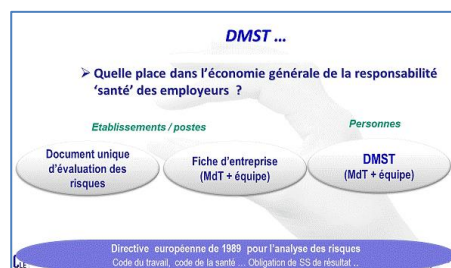 DMST ...
➢ Quelle place dans l'économie générale de la responsabilité
'santé' des employeurs ?
Etablissements / postes
Personnes
Document unique
d'évaluation des
risques
Fiche d'entreprise
(MdT + équipe)
DMST
(MdT + équipe)
Directive européenne de 1989 pour l'analyse des risques
Code du travail, code de la santé ... Obligation de SS de résultat ..